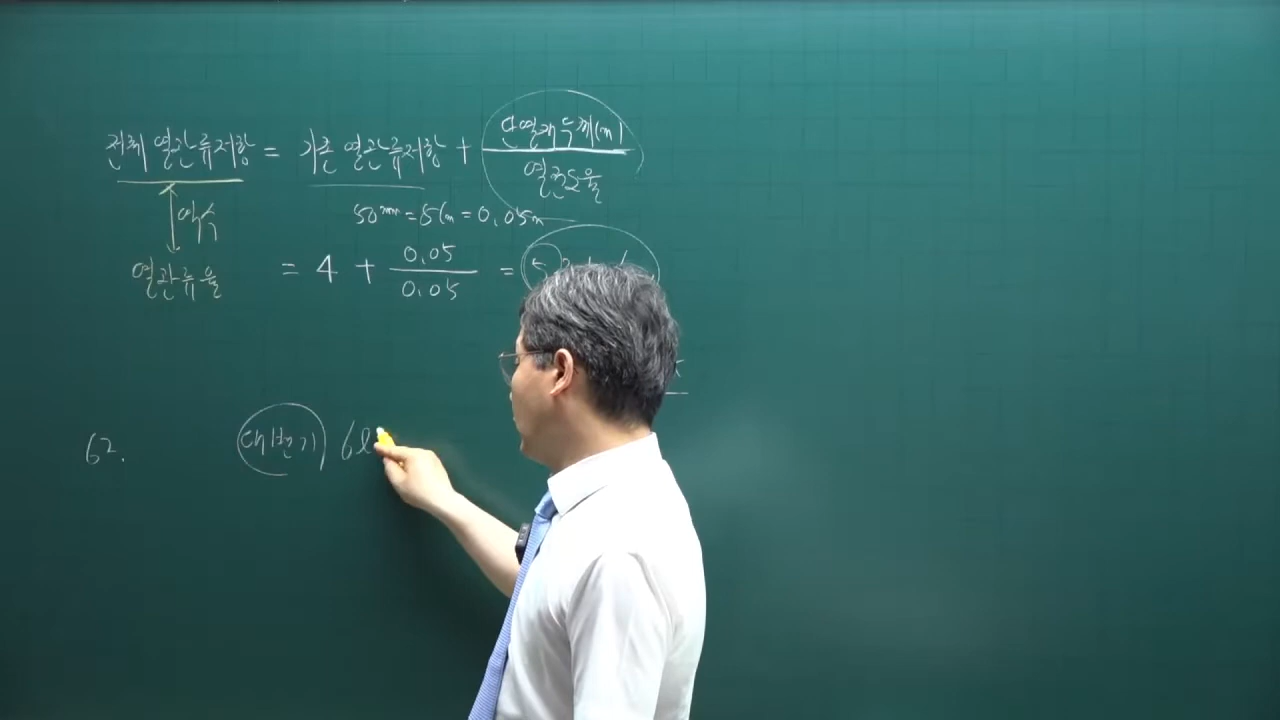 전체 열관류저항 = 기존 열관류저항 + 단열재두께(m) / 열전도율
역수
50mm = 5cm = 0.05m
열관류율 = 4 + 0.05 / 0.05 = 5
62. 대변기 6ℓ